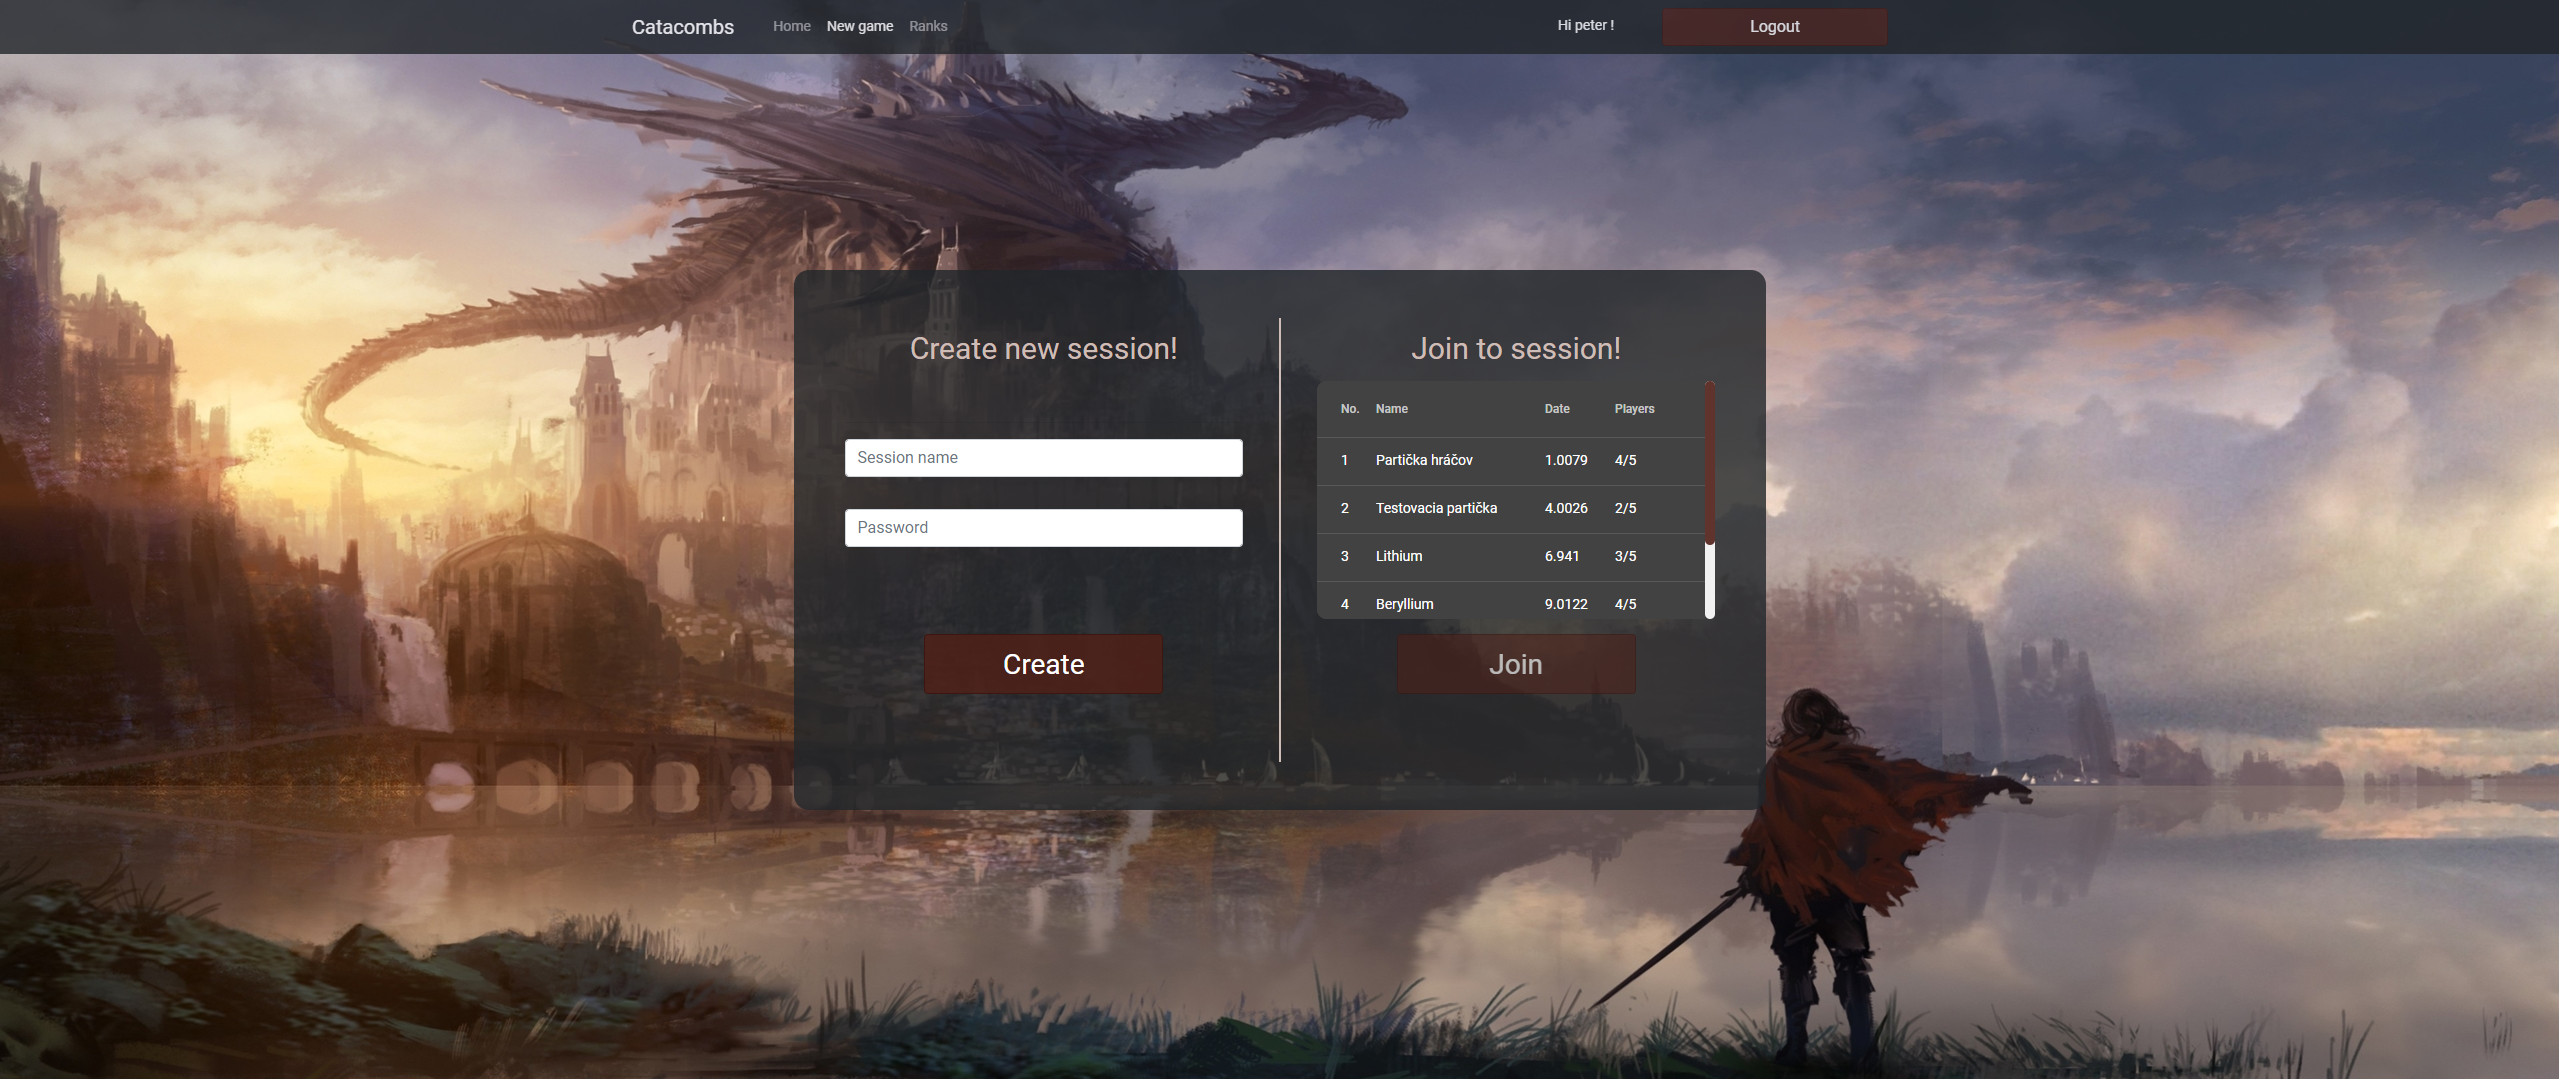 Catacombs Home New game Ranks Hi peter ! Logout
Create new session!
Session name
Password
Create
Join to session!
No. Name Date Players
1 Partička hráčov 1.0079 4/5
2 Testovacia partička 4.0026 2/5
3 Lithium 6.941 3/5
4 Beryllium 9.0122 4/5
Join